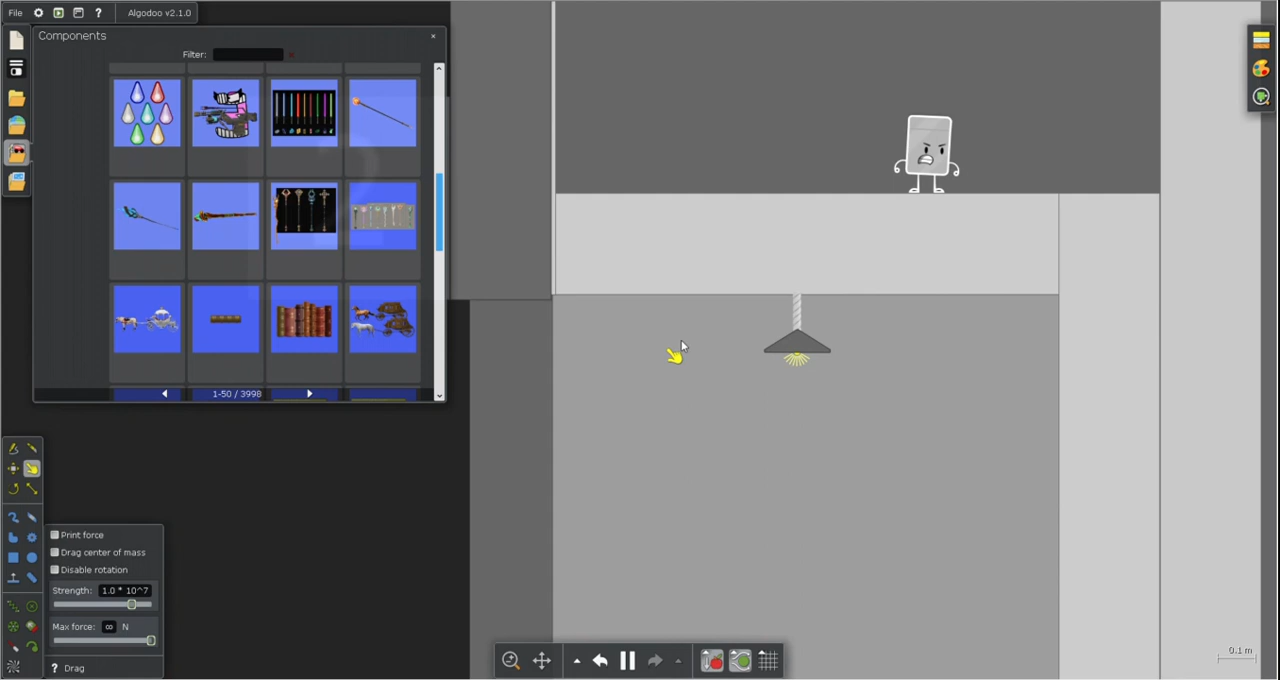 File ? Algodoo v2.1.0
Components ×
Filter: ×
1-50 / 3998
Print force
Drag center of mass
Disable rotation
Strength: 1.0 * 10^7
Max force: ∞ N
? Drag
0.1 m